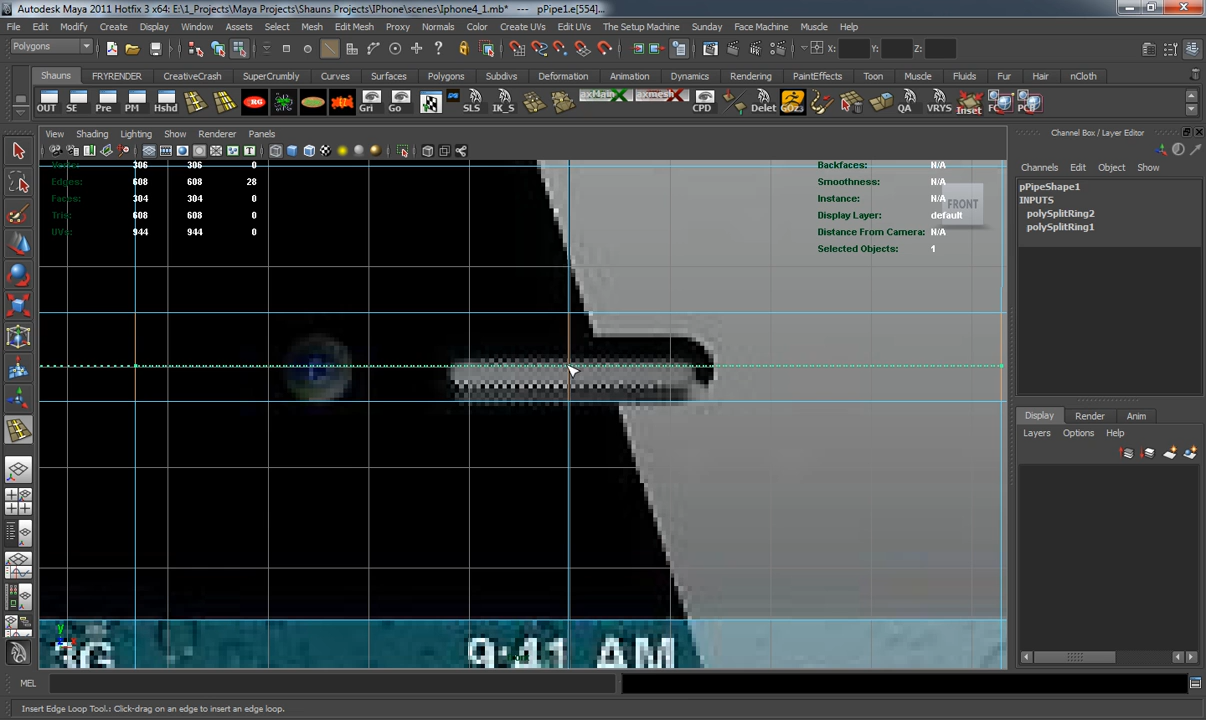 Autodesk Maya 2011 Hotfix 3 x64: E:\1_Projects\Maya Projects\Shauns Projects\IPhone\scenes\Iphone4_1.mb* --- pPipe1.e[554]...
File Edit Modify Create Display Window Assets Select Mesh Edit Mesh Proxy Normals Color Create UVs Edit UVs The Setup Machine Sunday Face Machine Muscle Help
Polygons X: Y: Z:
Shauns FRYRENDER CreativeCrash SuperCrumbly Curves Surfaces Polygons Subdivs Deformation Animation Dynamics Rendering PaintEffects Toon Muscle Fluids Fur Hair nCloth
OUT SE Pre PM Hshd Gri Go SLS IK_S CPD Delet GOz3 QA VRYS Inset
View Shading Lighting Show Renderer Panels
Channel Box / Layer Editor
Channels Edit Object Show
306 306 0
Edges: 608 608 28
Faces: 304 304 0
Tris: 608 608 0
UVs: 944 944 0
Backfaces: N/A
Smoothness: N/A
Instance: N/A
Display Layer: default
Distance From Camera: N/A
Selected Objects: 1
FRONT
pPipeShape1
INPUTS
polySplitRing2
polySplitRing1
Display Render Anim
Layers Options Help
3G 9:41 AM
y
MEL
Insert Edge Loop Tool.: Click-drag on an edge to insert an edge loop.